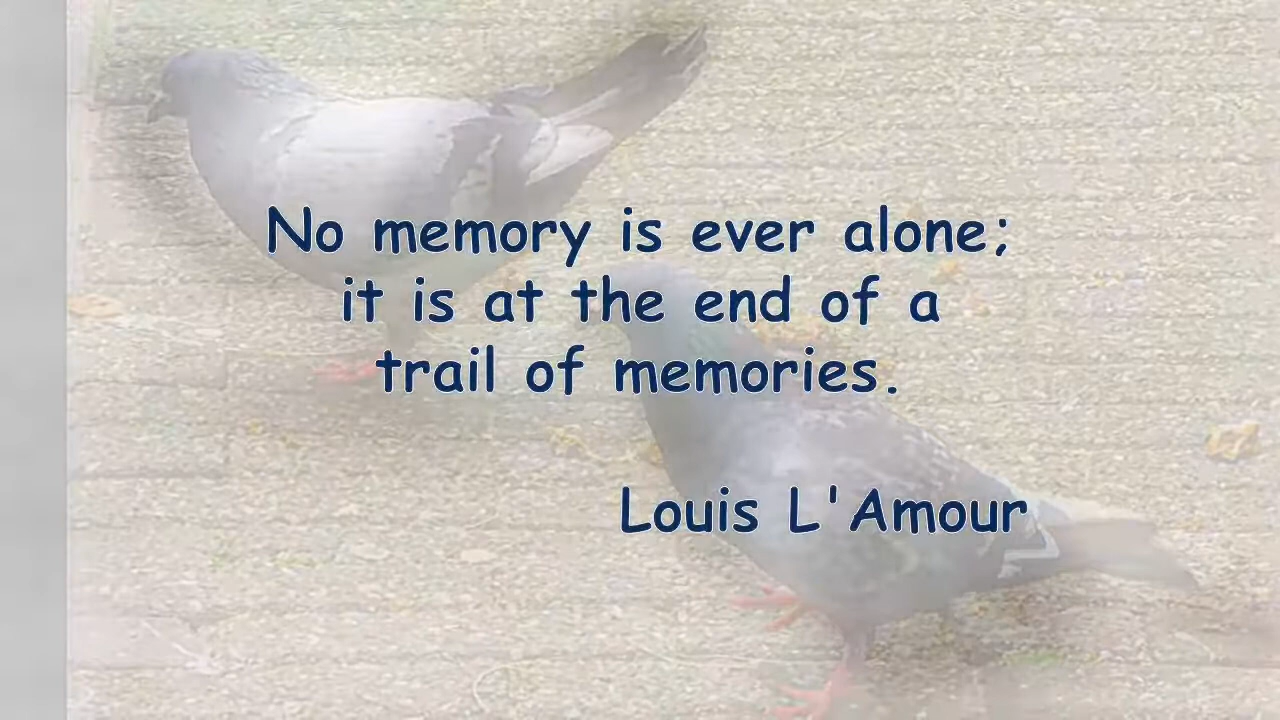 No memory is ever alone;
it is at the end of a
trail of memories.
Louis L'Amour